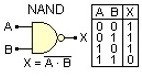 NAND
A
B
X
X = A · B
A B X
0 0 1
0 1 1
1 0 1
1 1 0